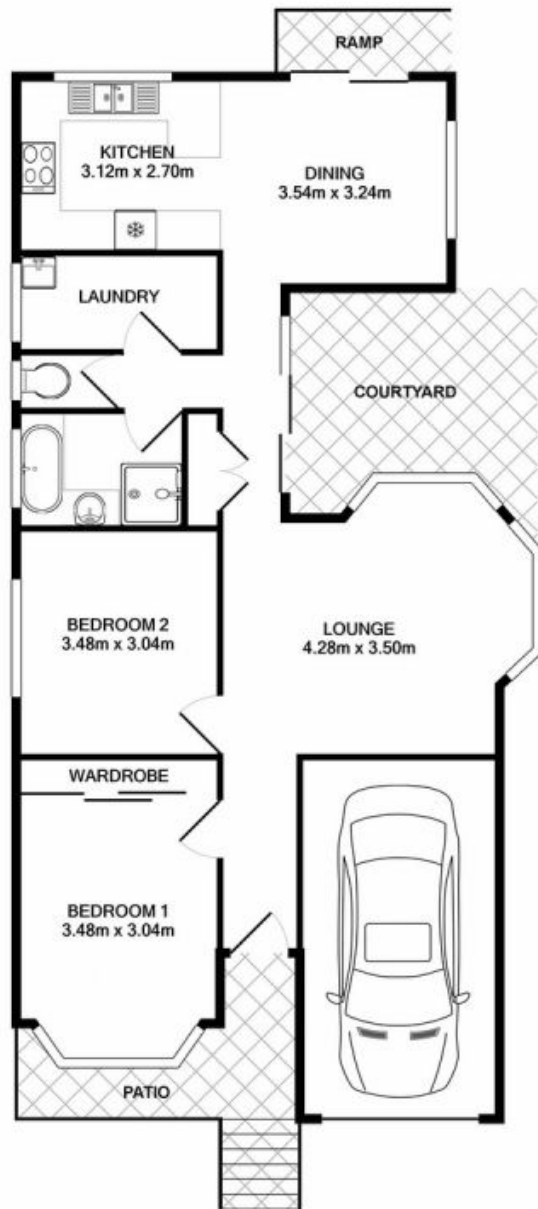 RAMP
KITCHEN
3.12m x 2.70m
DINING
3.54m x 3.24m
LAUNDRY
COURTYARD
BEDROOM 2
3.48m x 3.04m
LOUNGE
4.28m x 3.50m
WARDROBE
BEDROOM 1
3.48m x 3.04m
PATIO